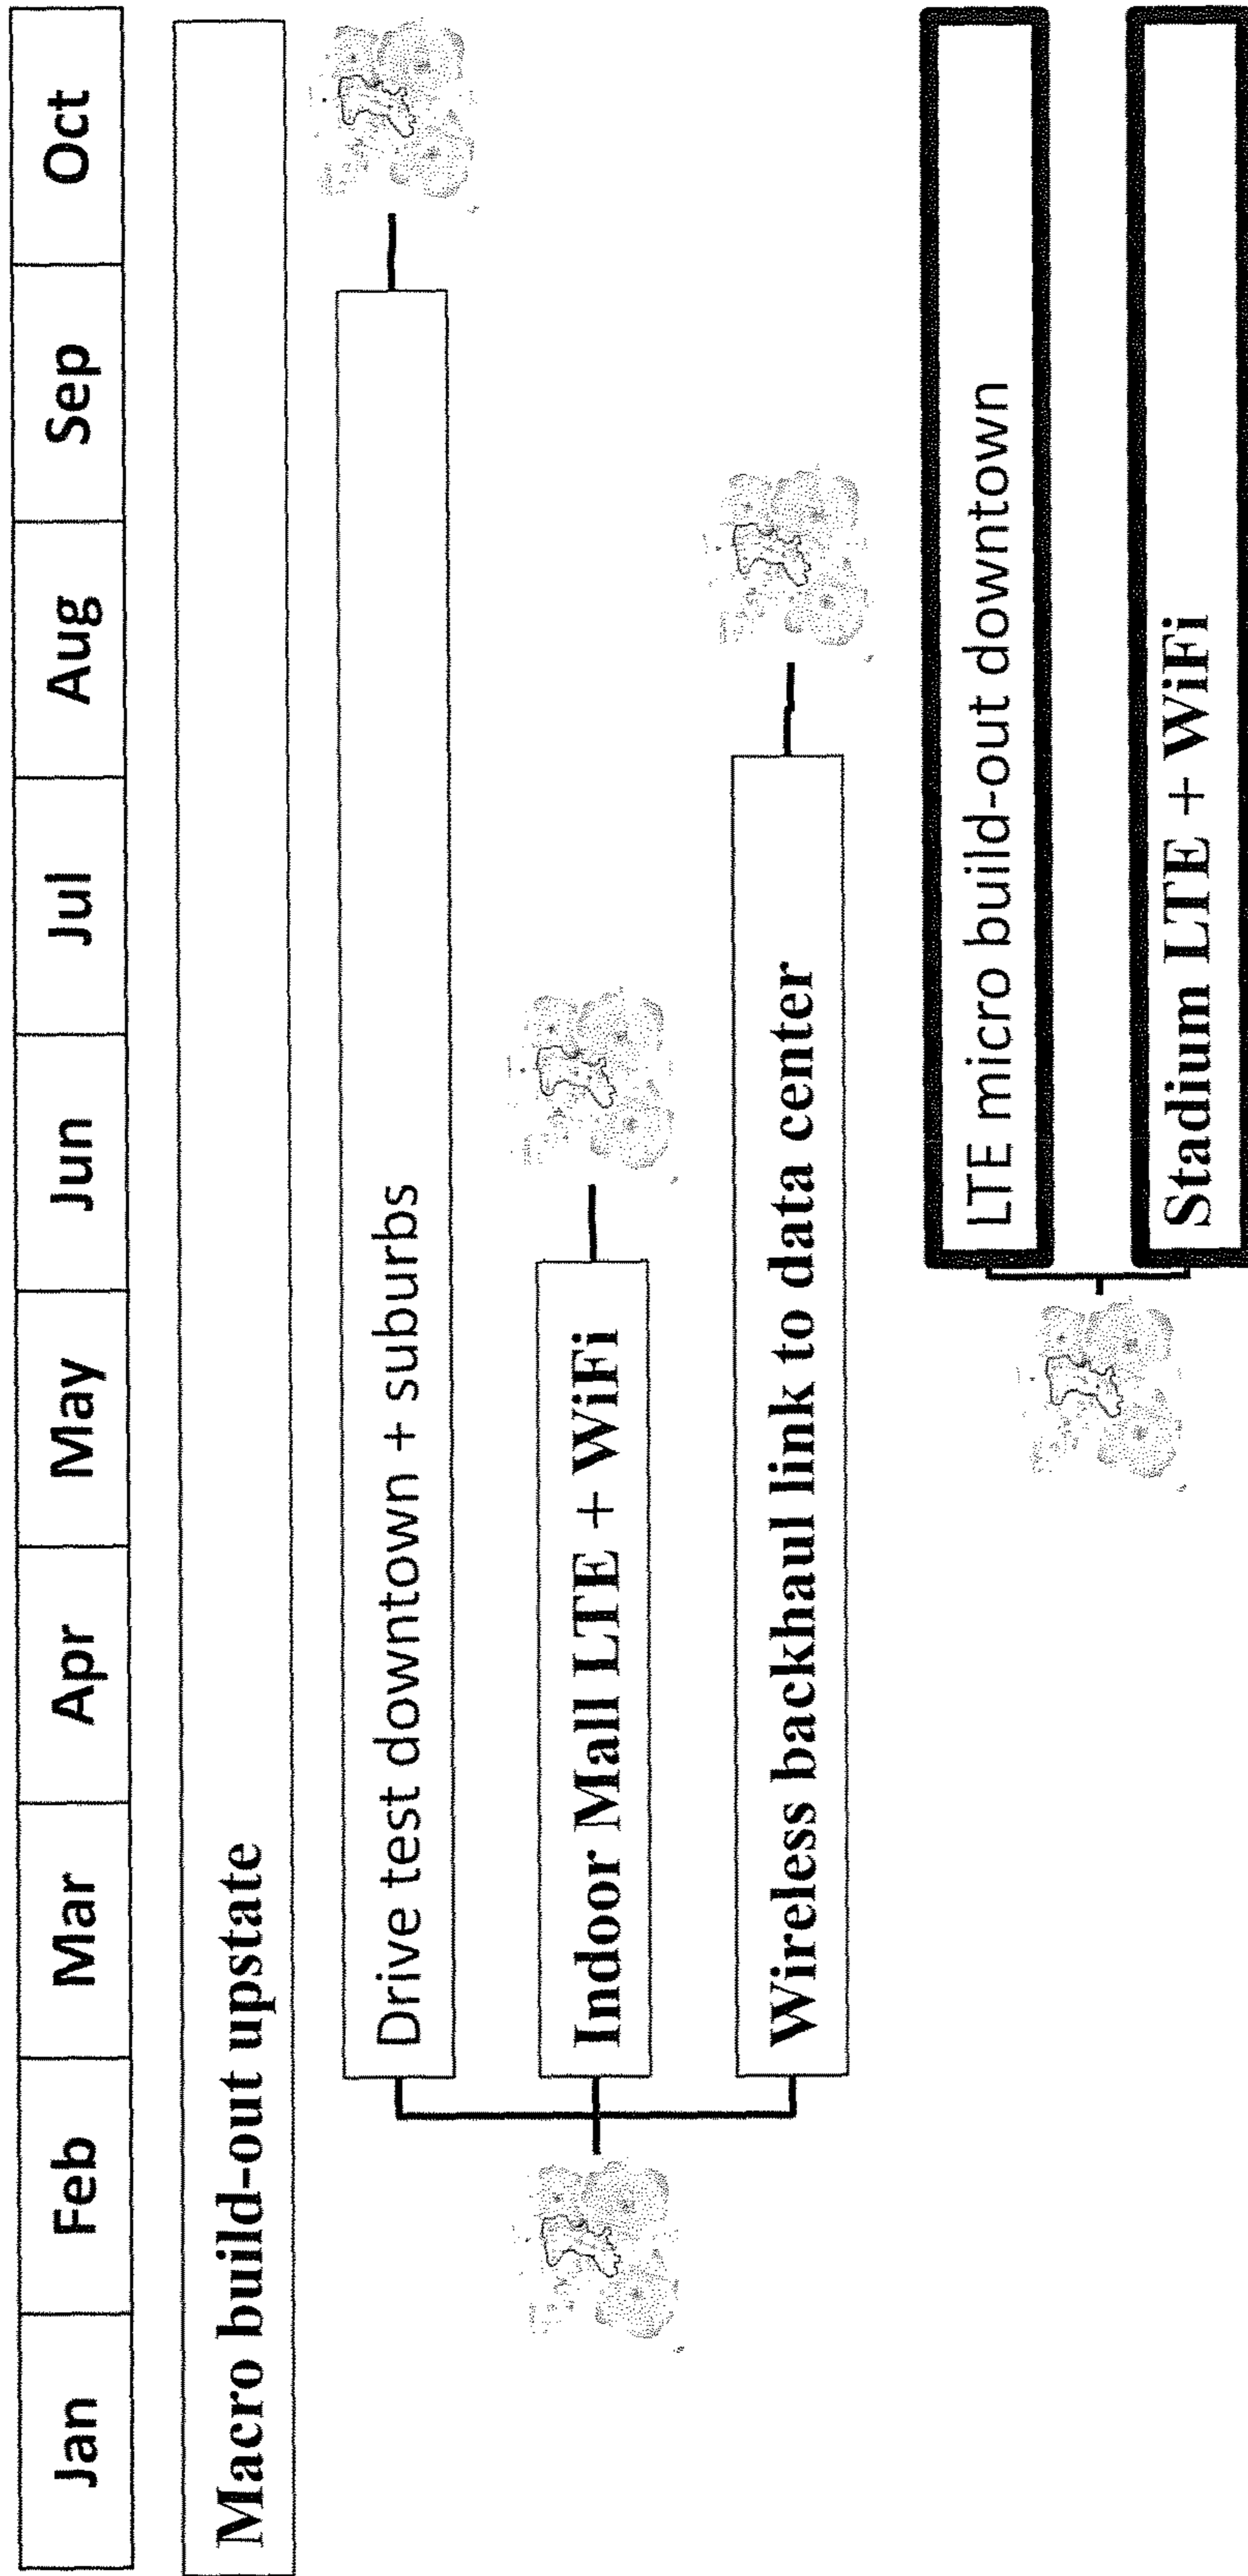 Jan Feb Mar Apr May Jun Jul Aug Sep Oct
Macro build-out upstate
Drive test downtown + suburbs
Indoor Mall LTE + WiFi
Wireless backhaul link to data center
LTE micro build-out downtown
Stadium LTE + WiFi